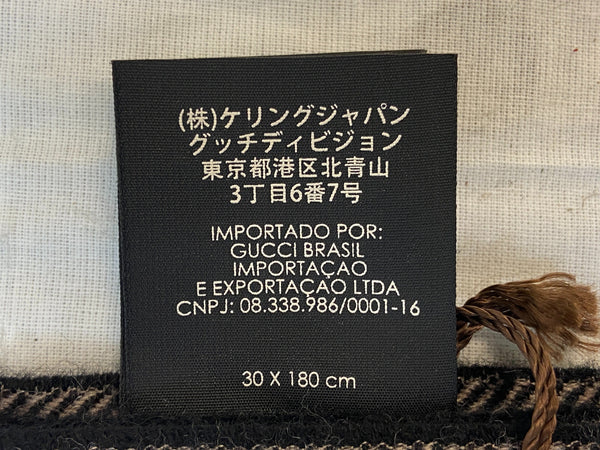 (株)ケリングジャパン
グッチディビジョン
東京都港区北青山
3丁目6番7号
IMPORTADO POR:
GUCCI BRASIL
IMPORTAÇAO
E EXPORTAÇAO LTDA
CNPJ: 08.338.986/0001-16
30 X 180 cm